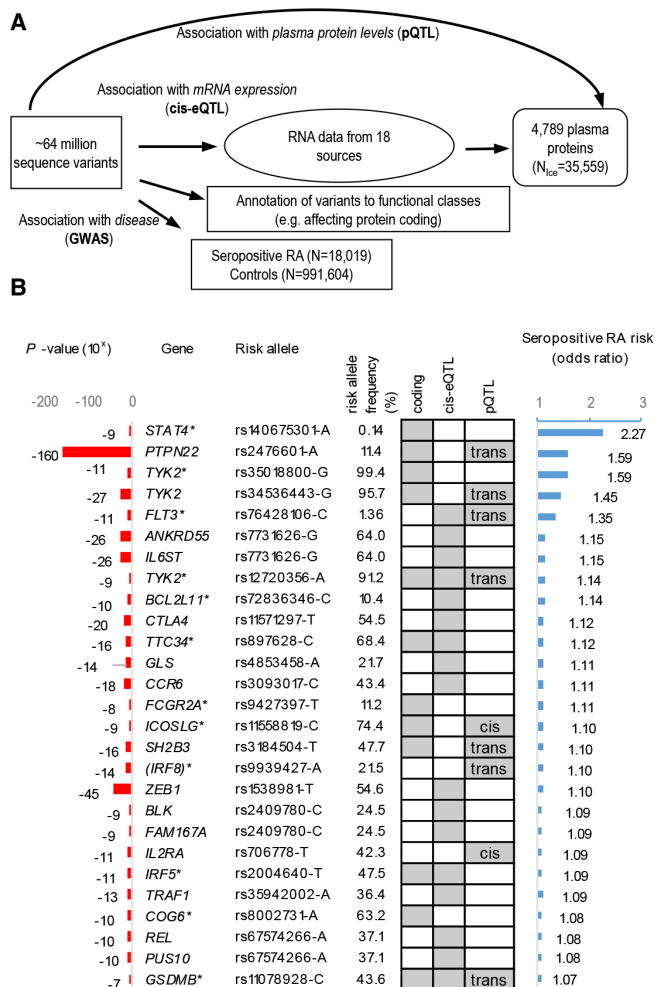 A
Association with plasma protein levels (pQTL)
Association with mRNA expression
(cis-eQTL)
~64 million
sequence variants
RNA data from 18
sources
4,789 plasma
proteins
(NIce=35,559)
Annotation of variants to functional classes
(e.g. affecting protein coding)
Association with disease
(GWAS)
Seropositive RA (N=18,019)
Controls (N=991,604)
B
P -value (10^x) Gene Risk allele risk allele frequency (%) coding cis-eQTL pQTL Seropositive RA risk
(odds ratio)
-200 -100 0 1 2 3
-9 STAT4* rs140675301-A 0.14 2.27
-160 PTPN22 rs2476601-A 11.4 trans 1.59
-11 TYK2* rs35018800-G 99.4 1.59
-27 TYK2 rs34536443-G 95.7 trans 1.45
-11 FLT3* rs76428106-C 1.36 trans 1.35
-26 ANKRD55 rs7731626-G 64.0 1.15
-26 IL6ST rs7731626-G 64.0 1.15
-9 TYK2* rs12720356-A 91.2 trans 1.14
-10 BCL2L11* rs72836346-C 10.4 1.14
-20 CTLA4 rs11571297-T 54.5 1.12
-16 TTC34* rs897628-C 68.4 1.12
-14 GLS rs4853458-A 21.7 1.11
-18 CCR6 rs3093017-C 43.4 1.11
-8 FCGR2A* rs9427397-T 11.2 1.11
-9 ICOSLG* rs11558819-C 74.4 cis 1.10
-16 SH2B3 rs3184504-T 47.7 trans 1.10
-14 (IRF8)* rs9939427-A 21.5 trans 1.10
-45 ZEB1 rs1538981-T 54.6 1.10
-9 BLK rs2409780-C 24.5 1.09
-9 FAM167A rs2409780-C 24.5 1.09
-11 IL2RA rs706778-T 42.3 cis 1.09
-11 IRF5* rs2004640-T 47.5 1.09
-13 TRAF1 rs35942002-A 36.4 1.09
-10 COG6* rs8002731-A 63.2 1.08
-10 REL rs67574266-A 37.1 1.08
-10 PUS10 rs67574266-A 37.1 1.08
-7 GSDMB* rs11078928-C 43.6 trans 1.07